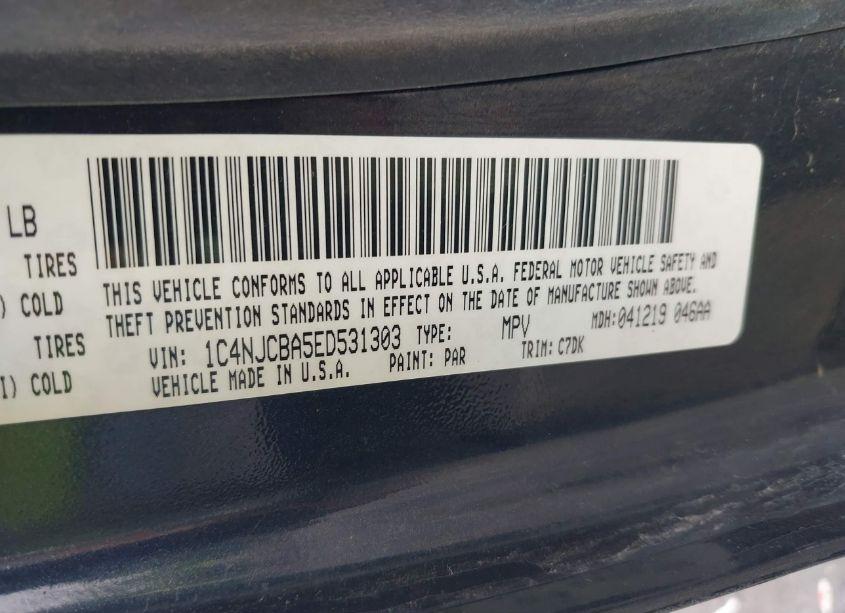 LB
TIRES
) COLD
TIRES
I) COLD
THIS VEHICLE CONFORMS TO ALL APPLICABLE U.S.A. FEDERAL MOTOR VEHICLE SAFETY AND
THEFT PREVENTION STANDARDS IN EFFECT ON THE DATE OF MANUFACTURE SHOWN ABOVE.
VIN: 1C4NJCBA5ED531303 TYPE: MPV MDH:041219 046AA
VEHICLE MADE IN U.S.A. PAINT: PAR TRIM: C7DK